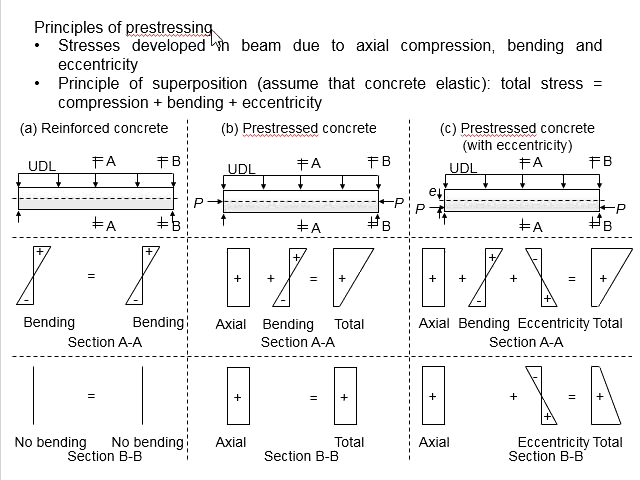 Principles of prestressing
• Stresses developed in beam due to axial compression, bending and
eccentricity
• Principle of superposition (assume that concrete elastic): total stress =
compression + bending + eccentricity
(a) Reinforced concrete
UDL
A
B
A
B
+
-
=
+
-
Bending
Bending
Section A-A
=
No bending
No bending
Section B-B
(b) Prestressed concrete
UDL
A
B
P
P
A
B
+
+
+
-
=
+
Axial
Bending
Total
Section A-A
+
=
+
Axial
Total
Section B-B
(c) Prestressed concrete
(with eccentricity)
UDL
A
B
e
P
P
A
B
+
+
+
-
+
-
+
=
+
Axial
Bending
Eccentricity
Total
Section A-A
+
+
-
+
=
+
Axial
Eccentricity
Total
Section B-B